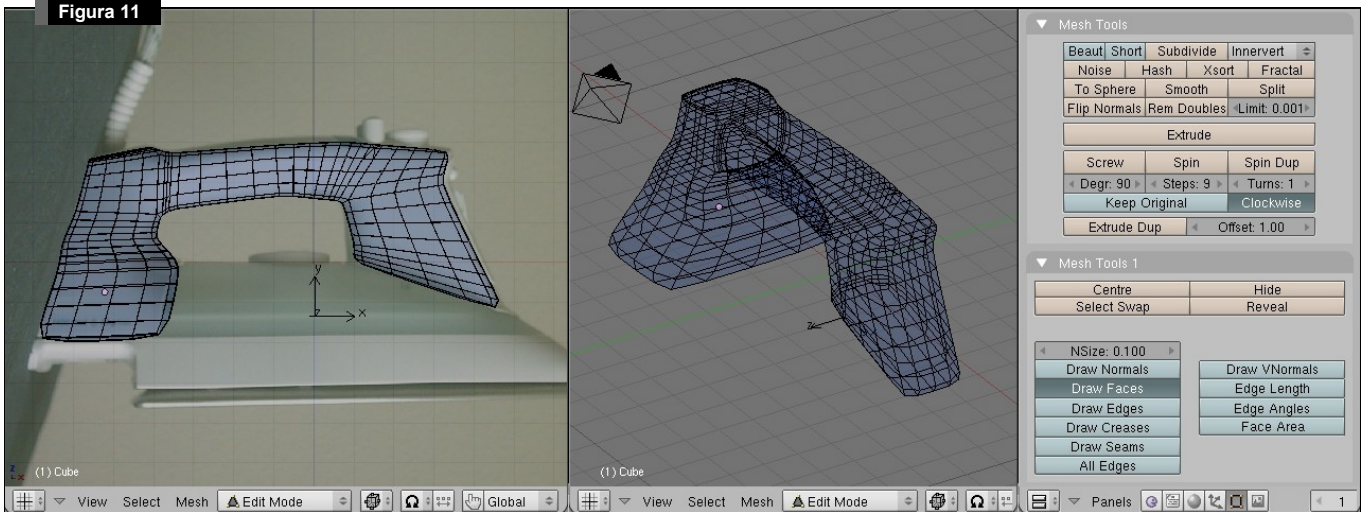 Figura 11
y
z
x
z
z
x
(1) Cube
View Select Mesh Edit Mode Global
z
(1) Cube
View Select Mesh Edit Mode
Mesh Tools
Beaut Short Subdivide Innervert
Noise Hash Xsort Fractal
To Sphere Smooth Split
Flip Normals Rem Doubles Limit: 0.001
Extrude
Screw Spin Spin Dup
Degr: 90 Steps: 9 Turns: 1
Keep Original Clockwise
Extrude Dup Offset: 1.00
Mesh Tools 1
Centre Hide
Select Swap Reveal
NSize: 0.100
Draw Normals Draw VNormals
Draw Faces Edge Length
Draw Edges Edge Angles
Draw Creases Face Area
Draw Seams
All Edges
Panels 1